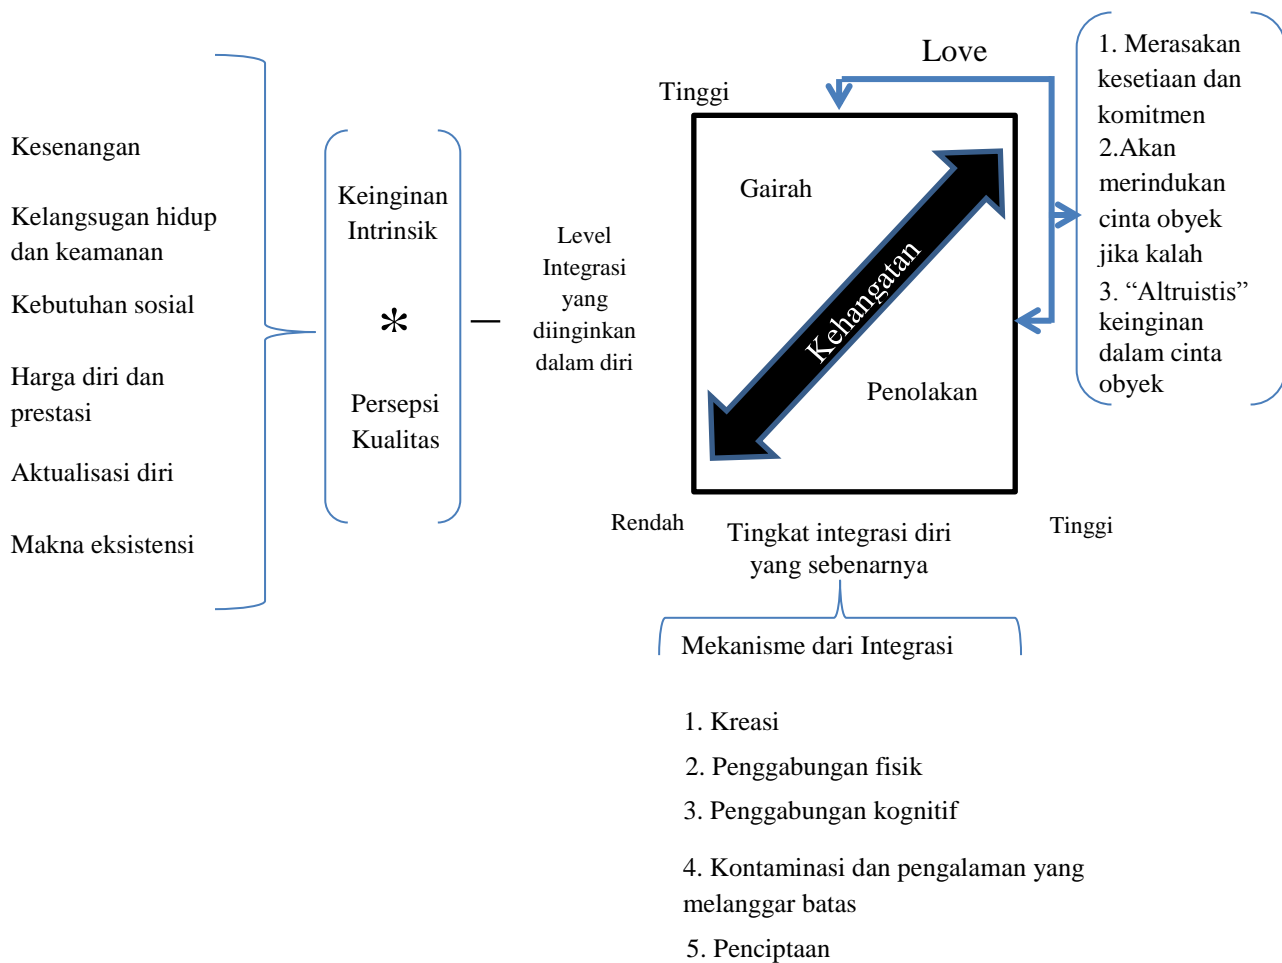 Kesenangan
Kelangsugan hidup
dan keamanan
Kebutuhan sosial
Harga diri dan
prestasi
Aktualisasi diri
Makna eksistensi
Keinginan
Intrinsik
*
Persepsi
Kualitas
—
Level
Integrasi
yang
diinginkan
dalam diri
Love
Tinggi
Gairah
Kehangatan
Penolakan
Rendah
Tingkat integrasi diri
yang sebenarnya
Tinggi
1. Merasakan
kesetiaan dan
komitmen
2.Akan
merindukan
cinta obyek
jika kalah
3. “Altruistis”
keinginan
dalam cinta
obyek
Mekanisme dari Integrasi
1. Kreasi
2. Penggabungan fisik
3. Penggabungan kognitif
4. Kontaminasi dan pengalaman yang
melanggar batas
5. Penciptaan